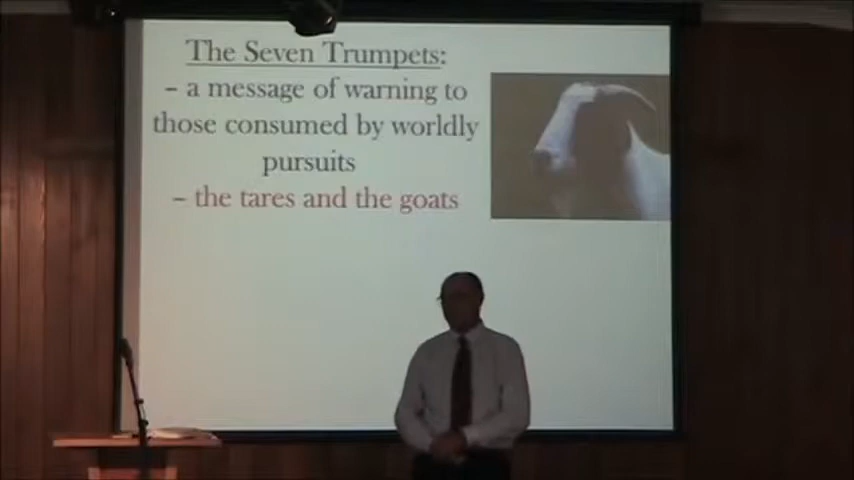 The Seven Trumpets:
– a message of warning to
those consumed by worldly
pursuits
– the tares and the goats